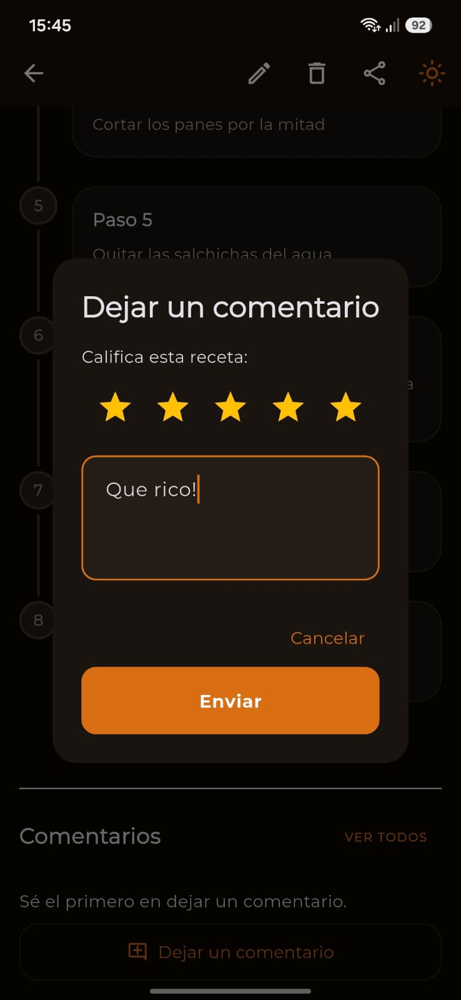 15:45
92
Cortar los panes por la mitad
5
Paso 5
Quitar las salchichas del agua
Dejar un comentario
6
Califica esta receta:
a
Que rico!
7
8
Cancelar
Enviar
Comentarios
VER TODOS
Sé el primero en dejar un comentario.
Dejar un comentario